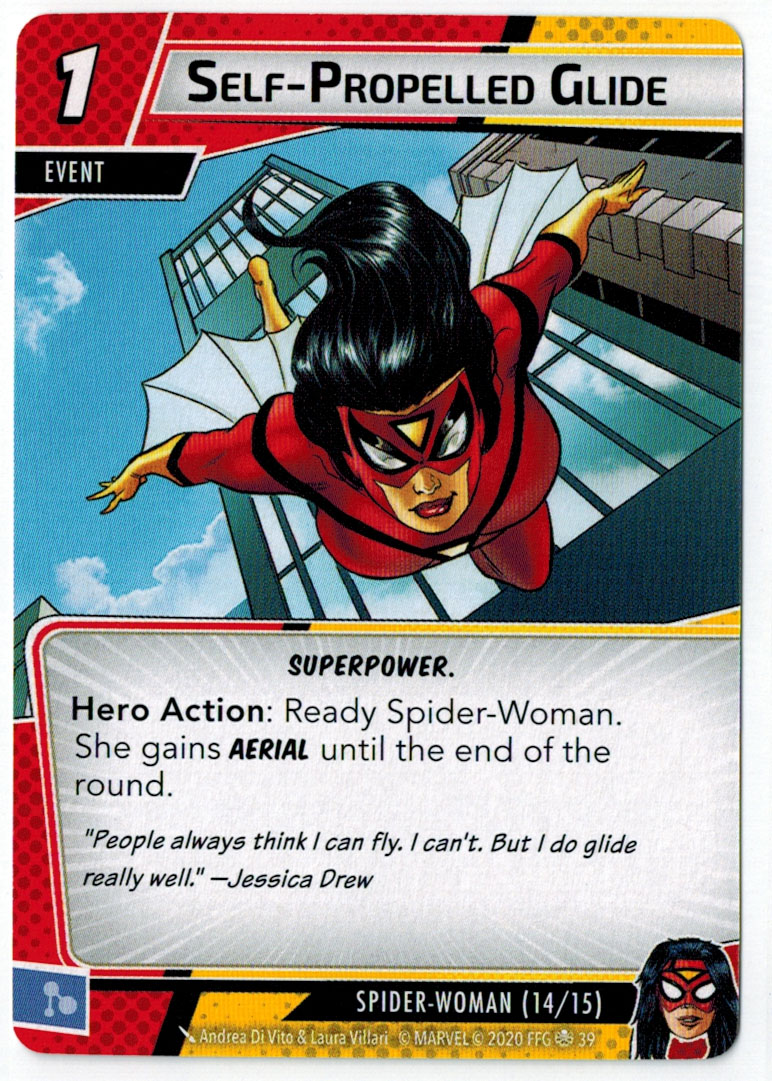 1
SELF-PROPELLED GLIDE
EVENT
SUPERPOWER.
Hero Action: Ready Spider-Woman.
She gains AERIAL until the end of the
round.
"People always think I can fly. I can't. But I do glide
really well." —Jessica Drew
SPIDER-WOMAN (14/15)
Andrea Di Vito & Laura Villari © MARVEL © 2020 FFG 39